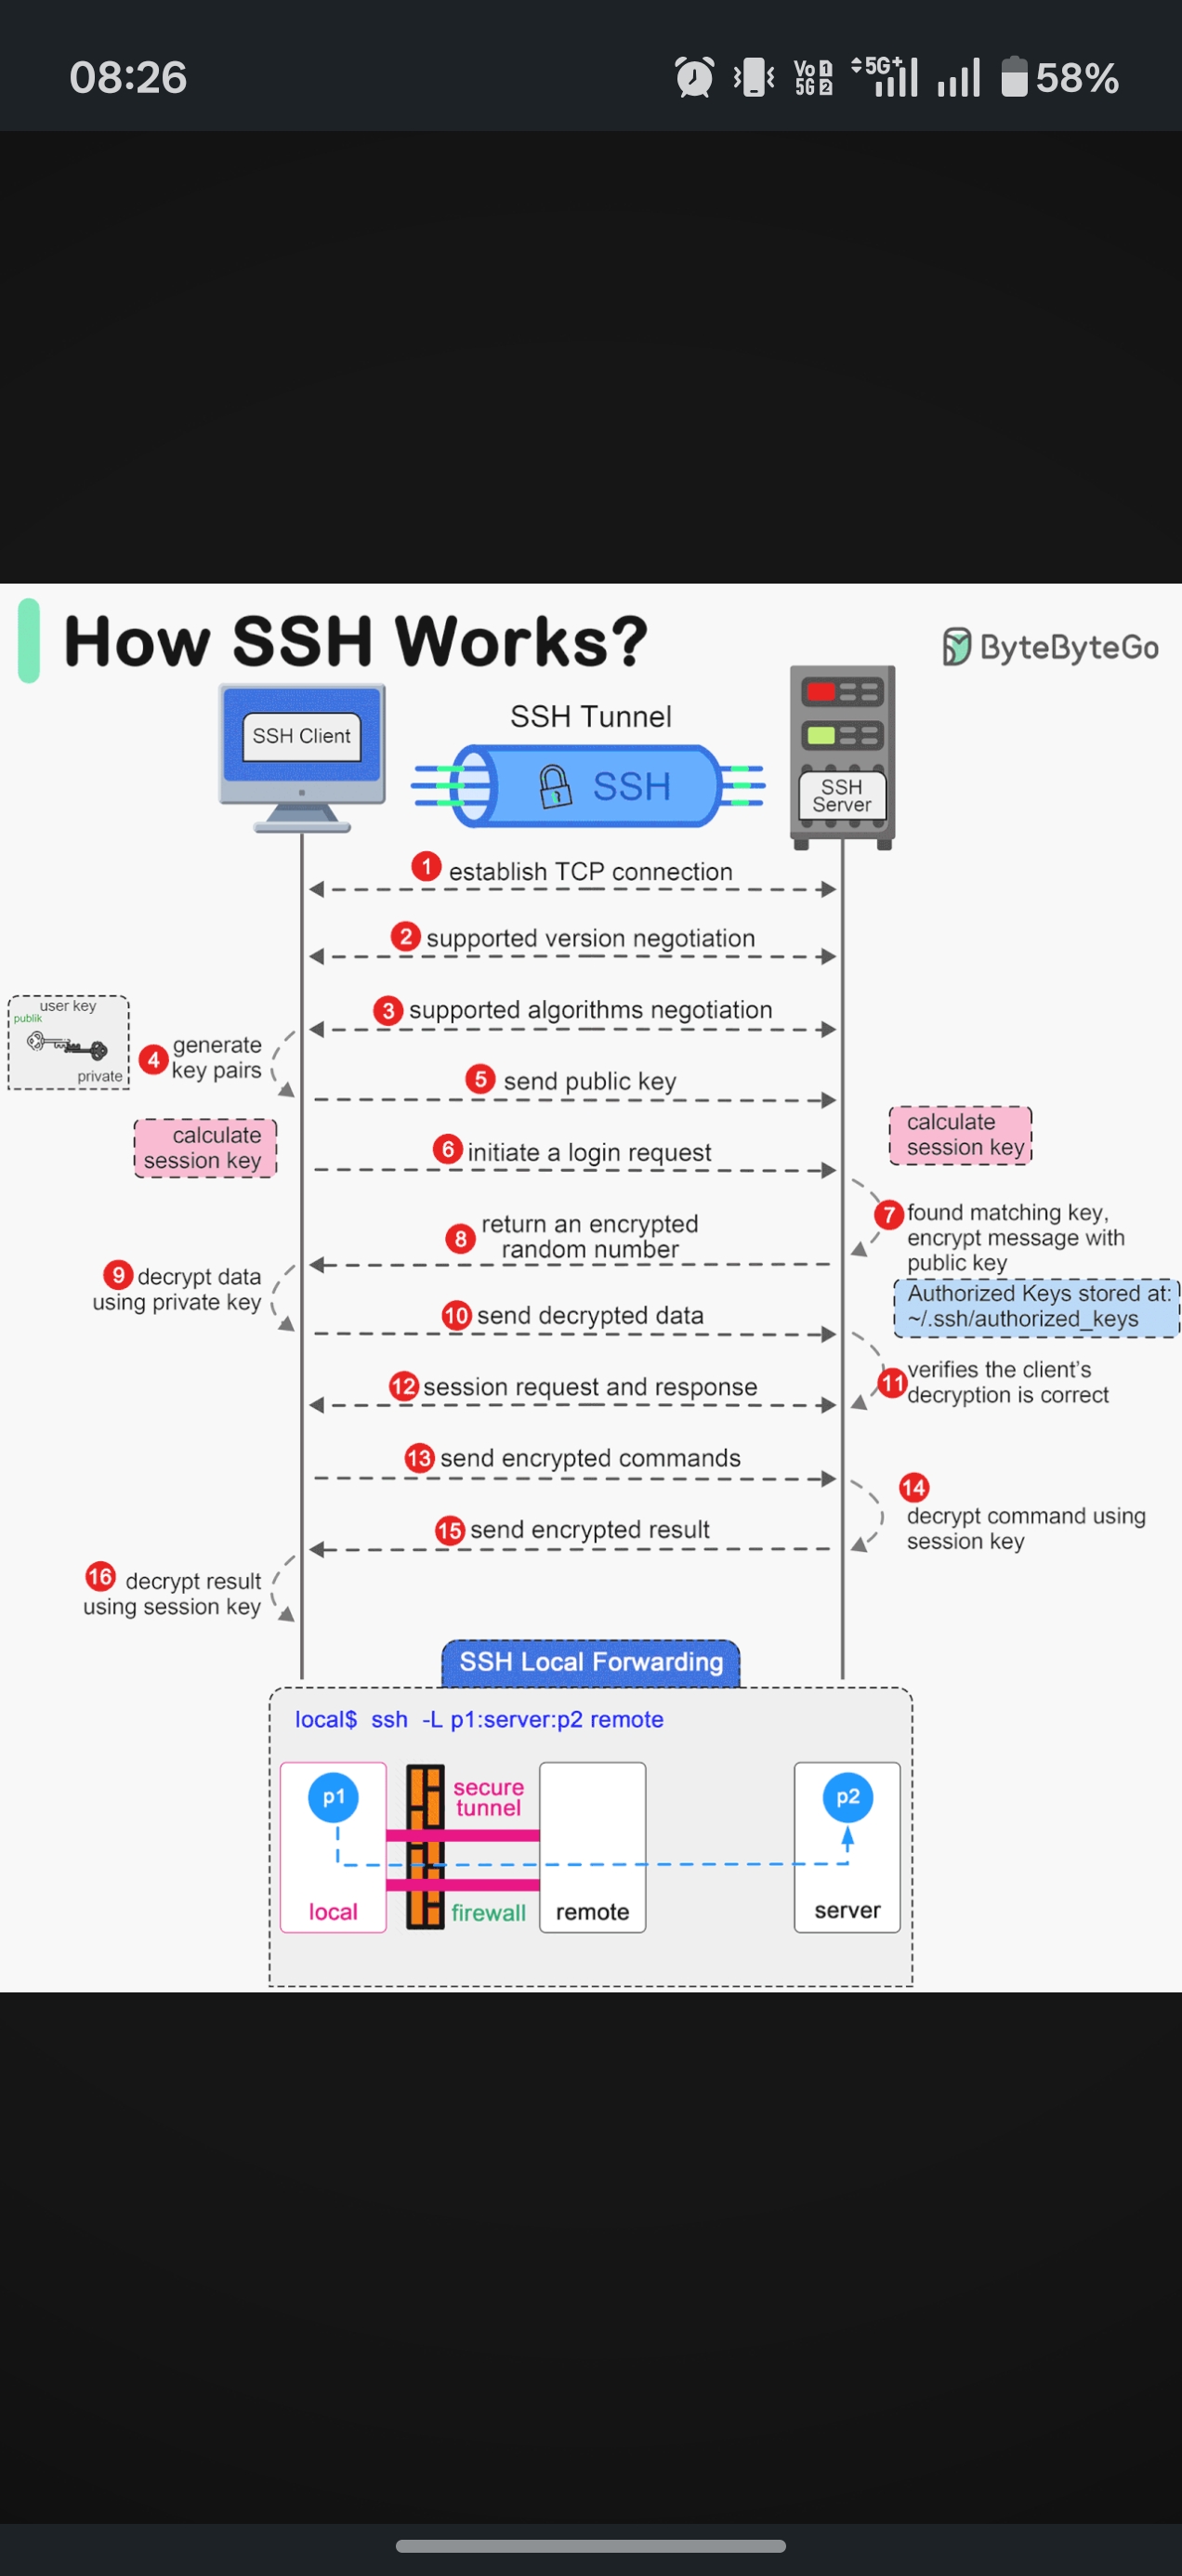 08:26
Vo 1
5G 2
5G+
58%
How SSH Works?
ByteByteGo
SSH Client
SSH Tunnel
SSH
SSH
Server
1 establish TCP connection
2 supported version negotiation
3 supported algorithms negotiation
user key
publik
private
4 generate
key pairs
5 send public key
calculate
session key
calculate
session key
6 initiate a login request
7 found matching key,
encrypt message with
public key
8 return an encrypted
random number
Authorized Keys stored at:
~/.ssh/authorized_keys
9 decrypt data
using private key
10 send decrypted data
11 verifies the client's
decryption is correct
12 session request and response
13 send encrypted commands
14
decrypt command using
session key
15 send encrypted result
16 decrypt result
using session key
SSH Local Forwarding
local$ ssh -L p1:server:p2 remote
p1
secure
tunnel
p2
local
firewall
remote
server